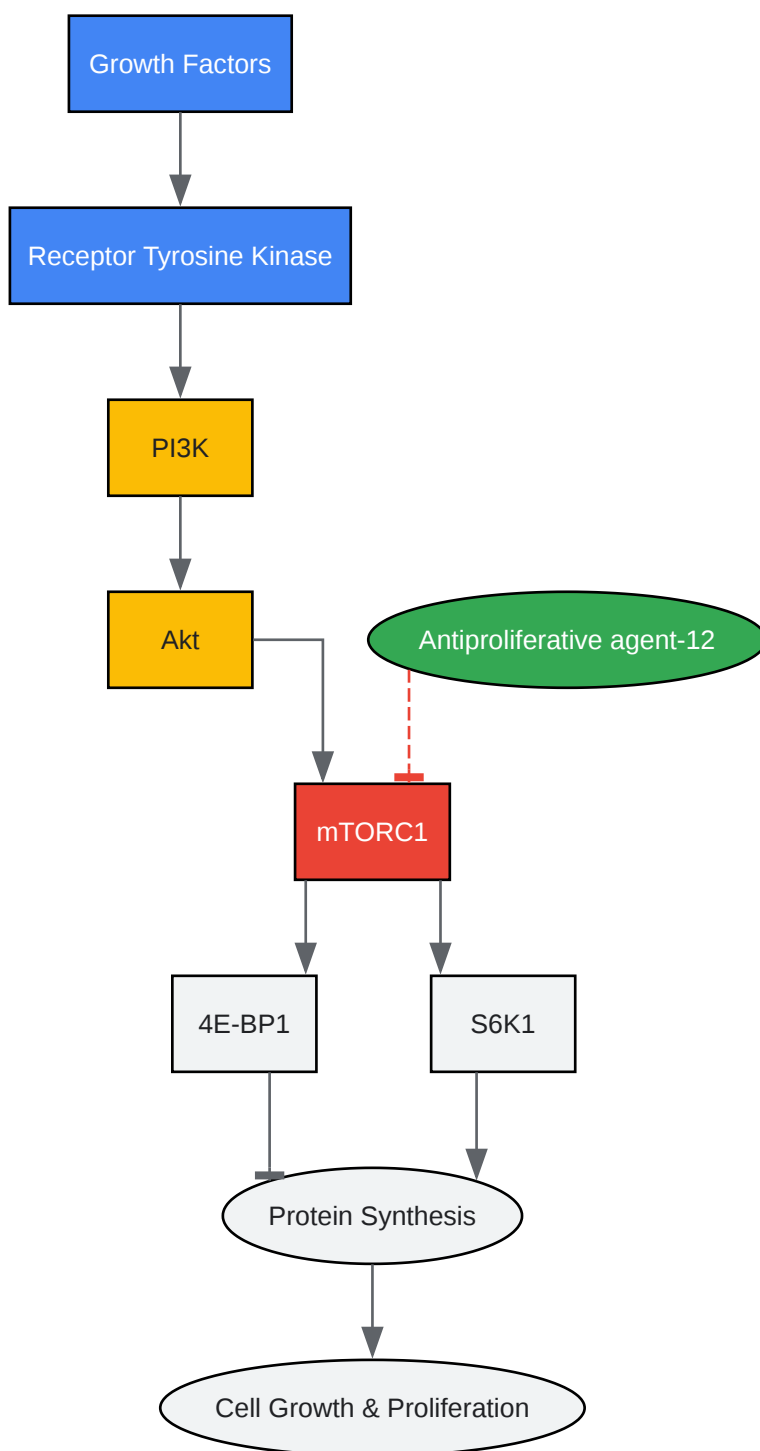 Growth Factors
Receptor Tyrosine Kinase
PI3K
Akt
Antiproliferative agent-12
mTORC1
4E-BP1
S6K1
Protein Synthesis
Cell Growth & Proliferation